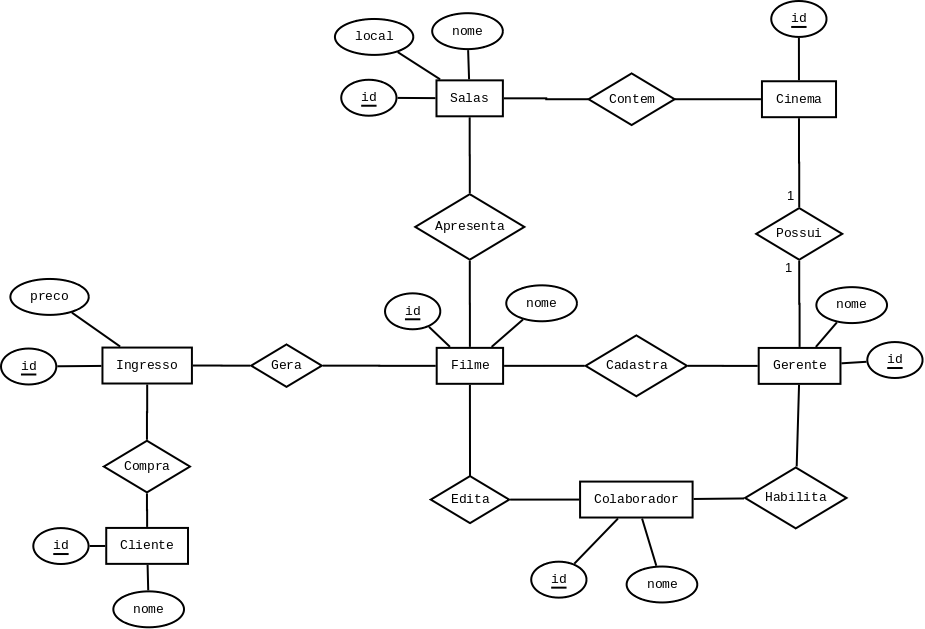 id
local
nome
id
Salas
Contem
Cinema
1
Apresenta
Possui
1
preco
id
nome
nome
id
id
Ingresso
Gera
Filme
Cadastra
Gerente
Compra
Edita
Colaborador
Habilita
id
Cliente
id
nome
nome